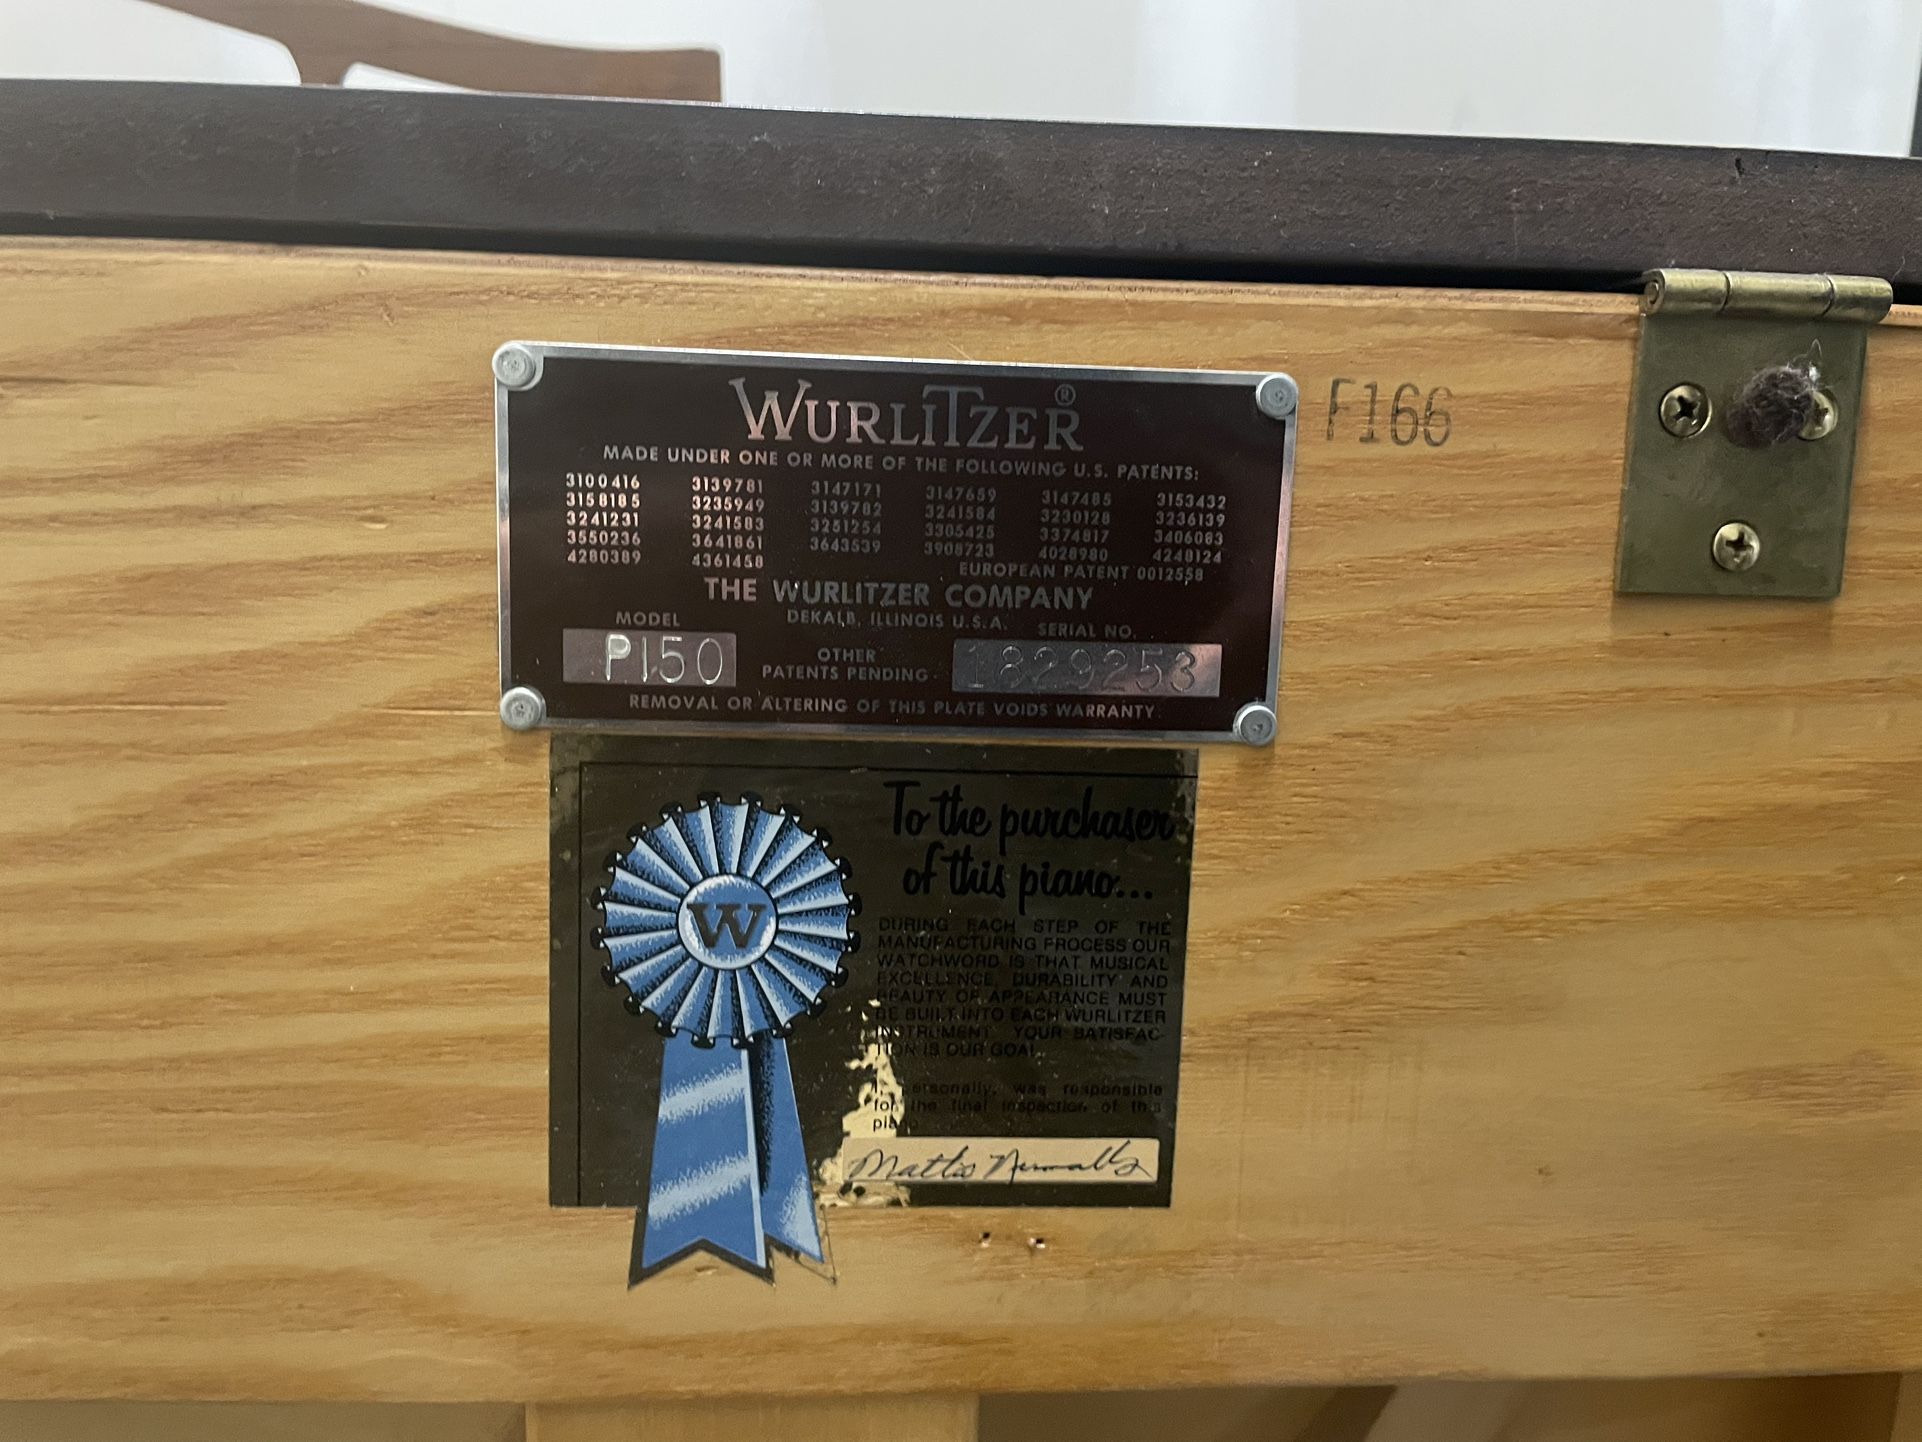 WURLITZER®
MADE UNDER ONE OR MORE OF THE FOLLOWING U.S. PATENTS:
3100416 3139781 3147171 3147659 3147485 3153432
3158185 3235949 3139782 3241584 3230128 3236139
3241231 3241583 3251254 3305425 3374817 3406083
3550236 3641861 3643539 3908723 4028980 4248124
4280389 4361458
EUROPEAN PATENT 0012558
THE WURLITZER COMPANY
DEKALB, ILLINOIS U.S.A.
MODEL P150
OTHER
PATENTS PENDING
SERIAL NO. 1829253
REMOVAL OR ALTERING OF THIS PLATE VOIDS WARRANTY.
F166
W
To the purchaser
of this piano...
DURING EACH STEP OF THE
MANUFACTURING PROCESS OUR
WATCHWORD IS THAT MUSICAL
EXCELLENCE, DURABILITY AND
BEAUTY OF APPEARANCE MUST
BE BUILT INTO EACH WURLITZER
INSTRUMENT. YOUR SATISFAC-
TION IS OUR GOAL
personally, was responsible
for the final inspection of this
piano